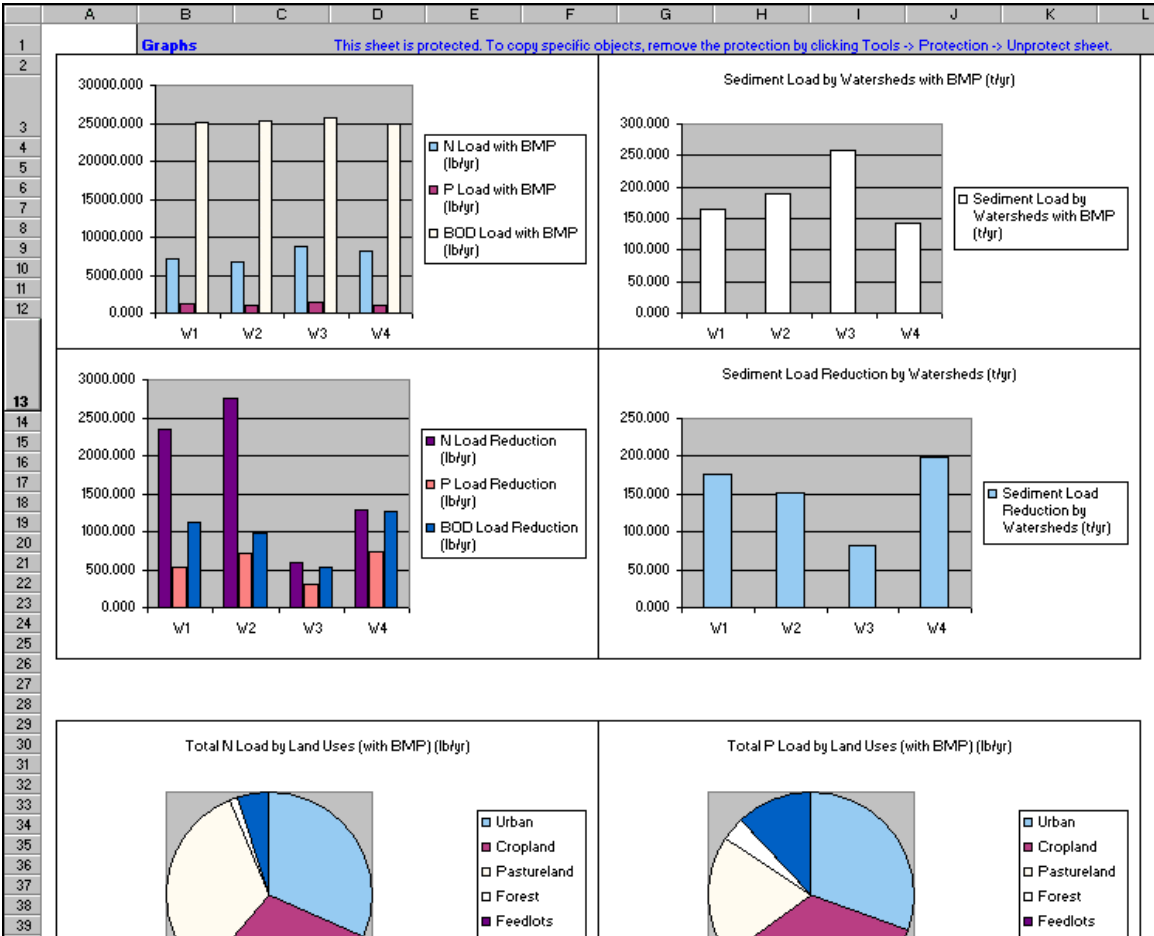 A B C D E F G H I J K L
1 Graphs This sheet is protected. To copy specific objects, remove the protection by clicking Tools -> Protection -> Unprotect sheet.
2
3
4
5
6
7
8
9
10
11
12
13
14
15
16
17
18
19
20
21
22
23
24
25
26
27
28
29
30
31
32
33
34
35
36
37
38
39
30000.000
25000.000
20000.000
15000.000
10000.000
5000.000
0.000
W1 W2 W3 W4
N Load with BMP
(lb/yr)
P Load with BMP
(lb/yr)
BOD Load with BMP
(lb/yr)
Sediment Load by Watersheds with BMP (t/yr)
300.000
250.000
200.000
150.000
100.000
50.000
0.000
W1 W2 W3 W4
Sediment Load by
Watersheds with BMP
(t/yr)
3000.000
2500.000
2000.000
1500.000
1000.000
500.000
0.000
W1 W2 W3 W4
N Load Reduction
(lb/yr)
P Load Reduction
(lb/yr)
BOD Load Reduction
(lb/yr)
Sediment Load Reduction by Watersheds (t/yr)
250.000
200.000
150.000
100.000
50.000
0.000
W1 W2 W3 W4
Sediment Load
Reduction by
Watersheds (t/yr)
Total N Load by Land Uses (with BMP) (lb/yr)
Urban
Cropland
Pastureland
Forest
Feedlots
Total P Load by Land Uses (with BMP) (lb/yr)
Urban
Cropland
Pastureland
Forest
Feedlots